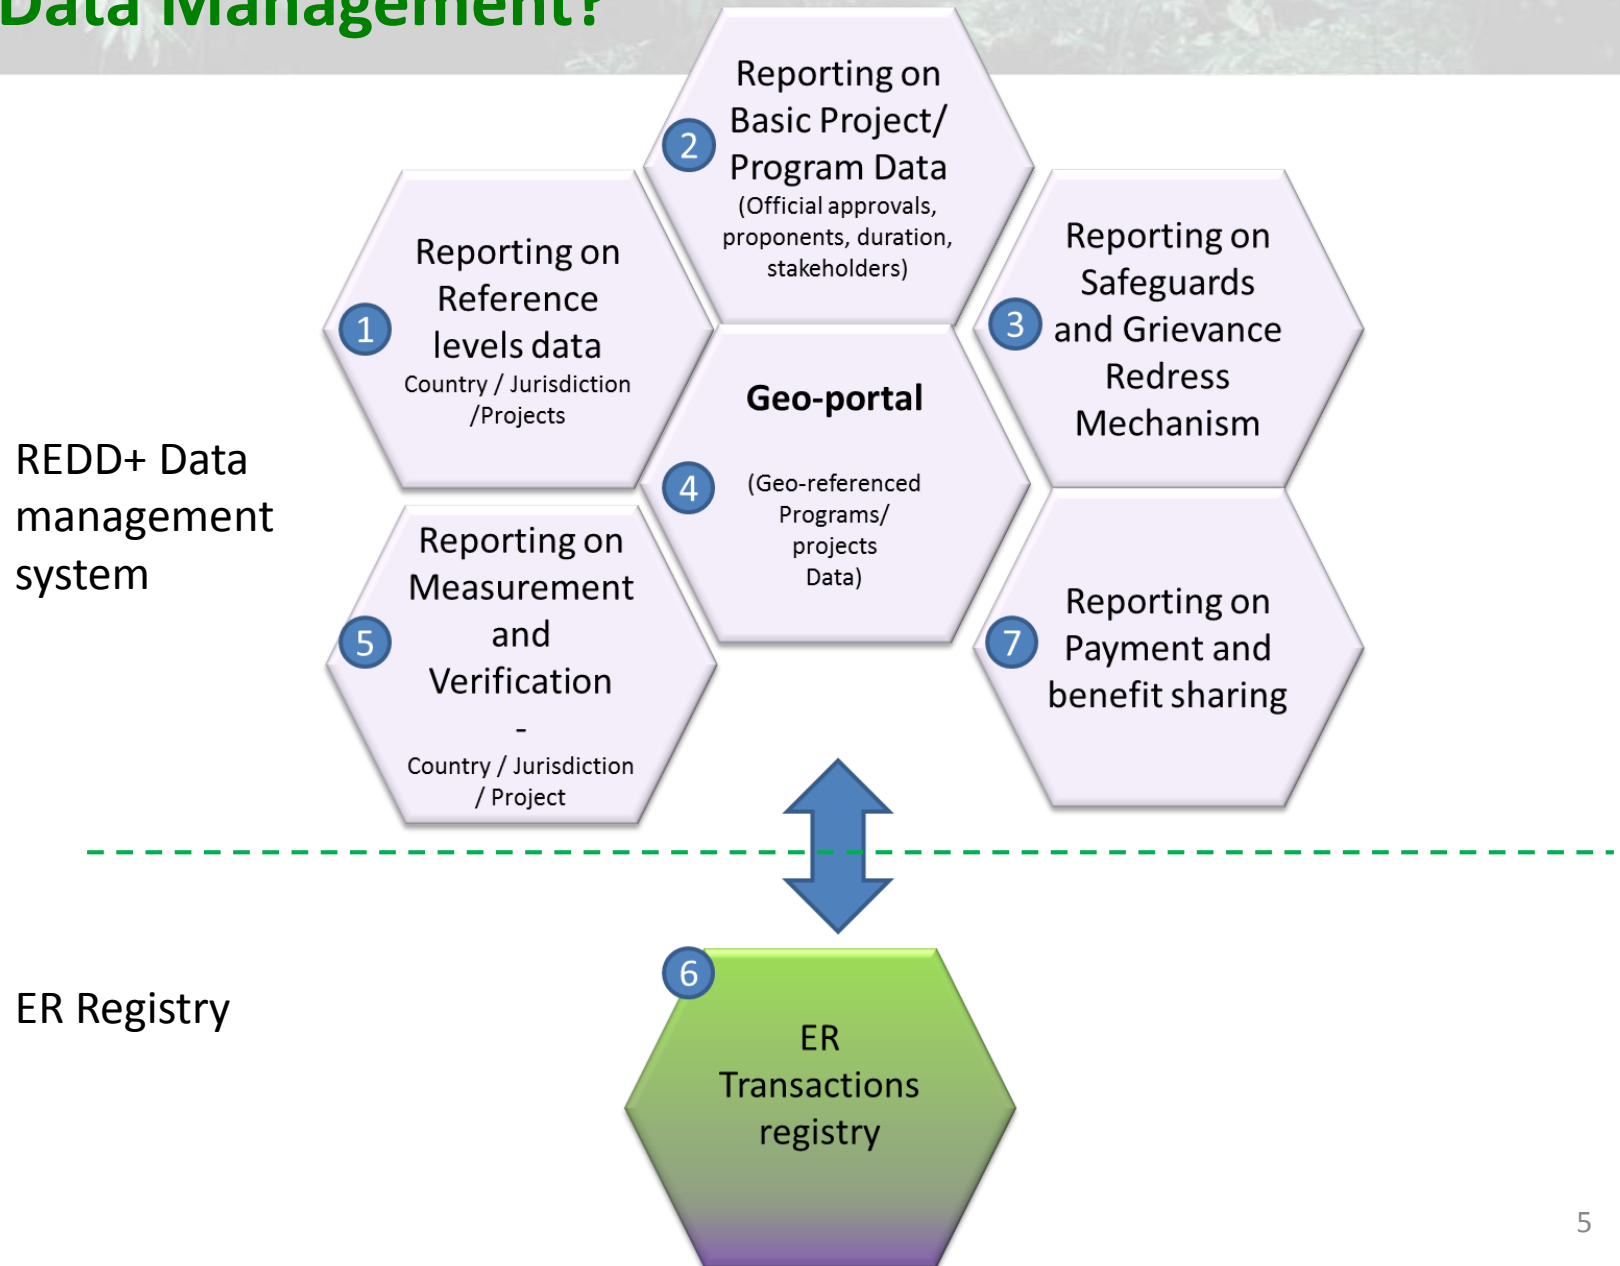 Data Management?
Reporting on
Basic Project/
Program Data
(Official approvals,
proponents, duration,
stakeholders)
2
Reporting on
Reference
levels data
Country / Jurisdiction
/Projects
1
Reporting on
Safeguards
and Grievance
Redress
Mechanism
3
Geo-portal
(Geo-referenced
Programs/
projects
Data)
4
REDD+ Data
management
system
Reporting on
Measurement
and
Verification
-
Country / Jurisdiction
/ Project
5
Reporting on
Payment and
benefit sharing
7
ER Registry
6
ER
Transactions
registry
5